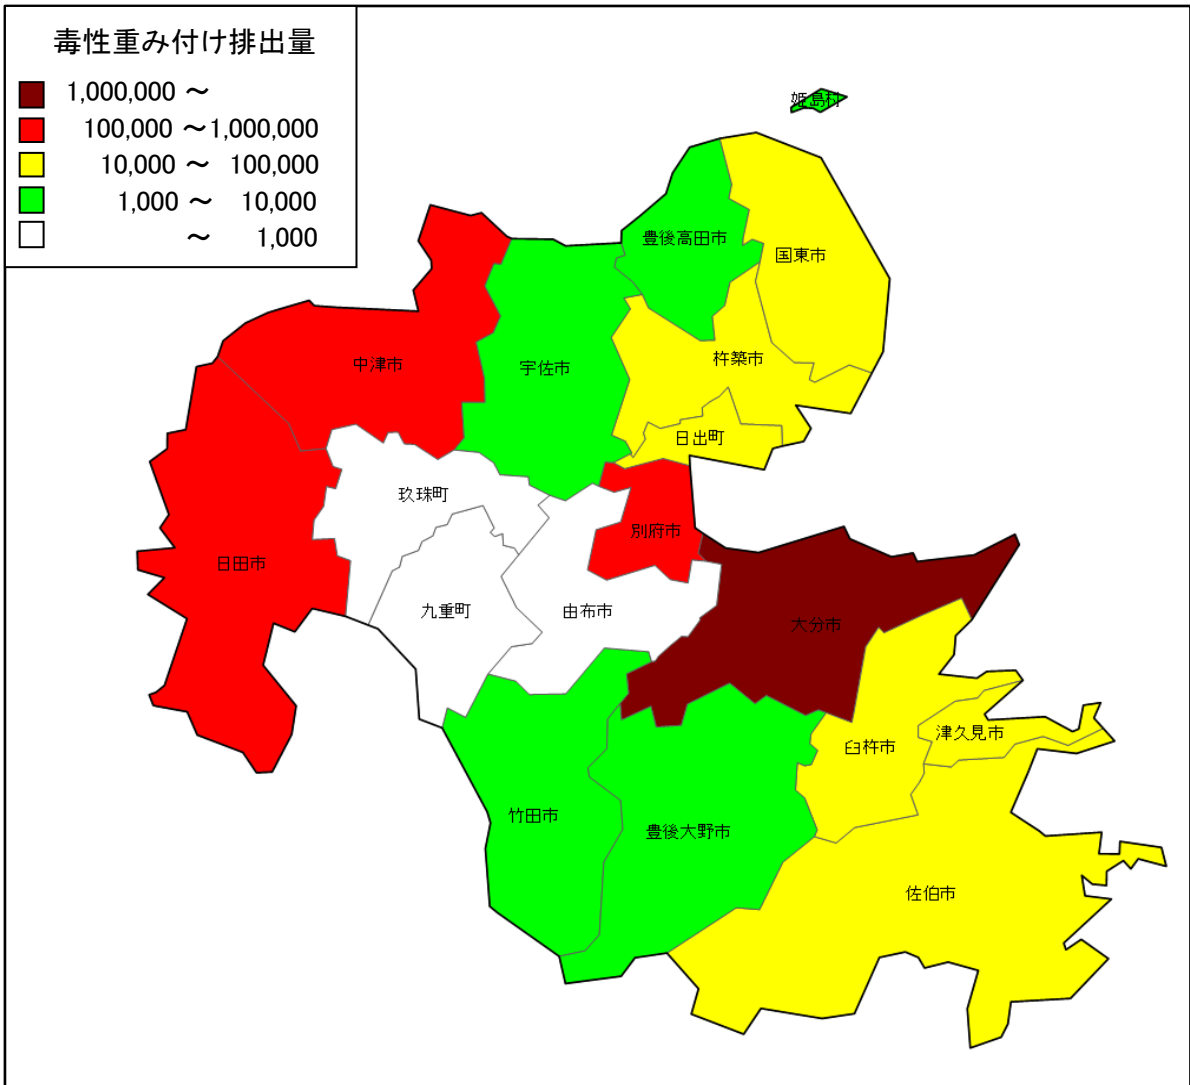 毒性重み付け排出量
1,000,000 ～
100,000 ～1,000,000
10,000 ～ 100,000
1,000 ～ 10,000
～ 1,000
姫島村
豊後高田市
国東市
中津市
宇佐市
杵築市
日出町
玖珠町
別府市
日田市
九重町
由布市
大分市
津久見市
臼杵市
竹田市
豊後大野市
佐伯市